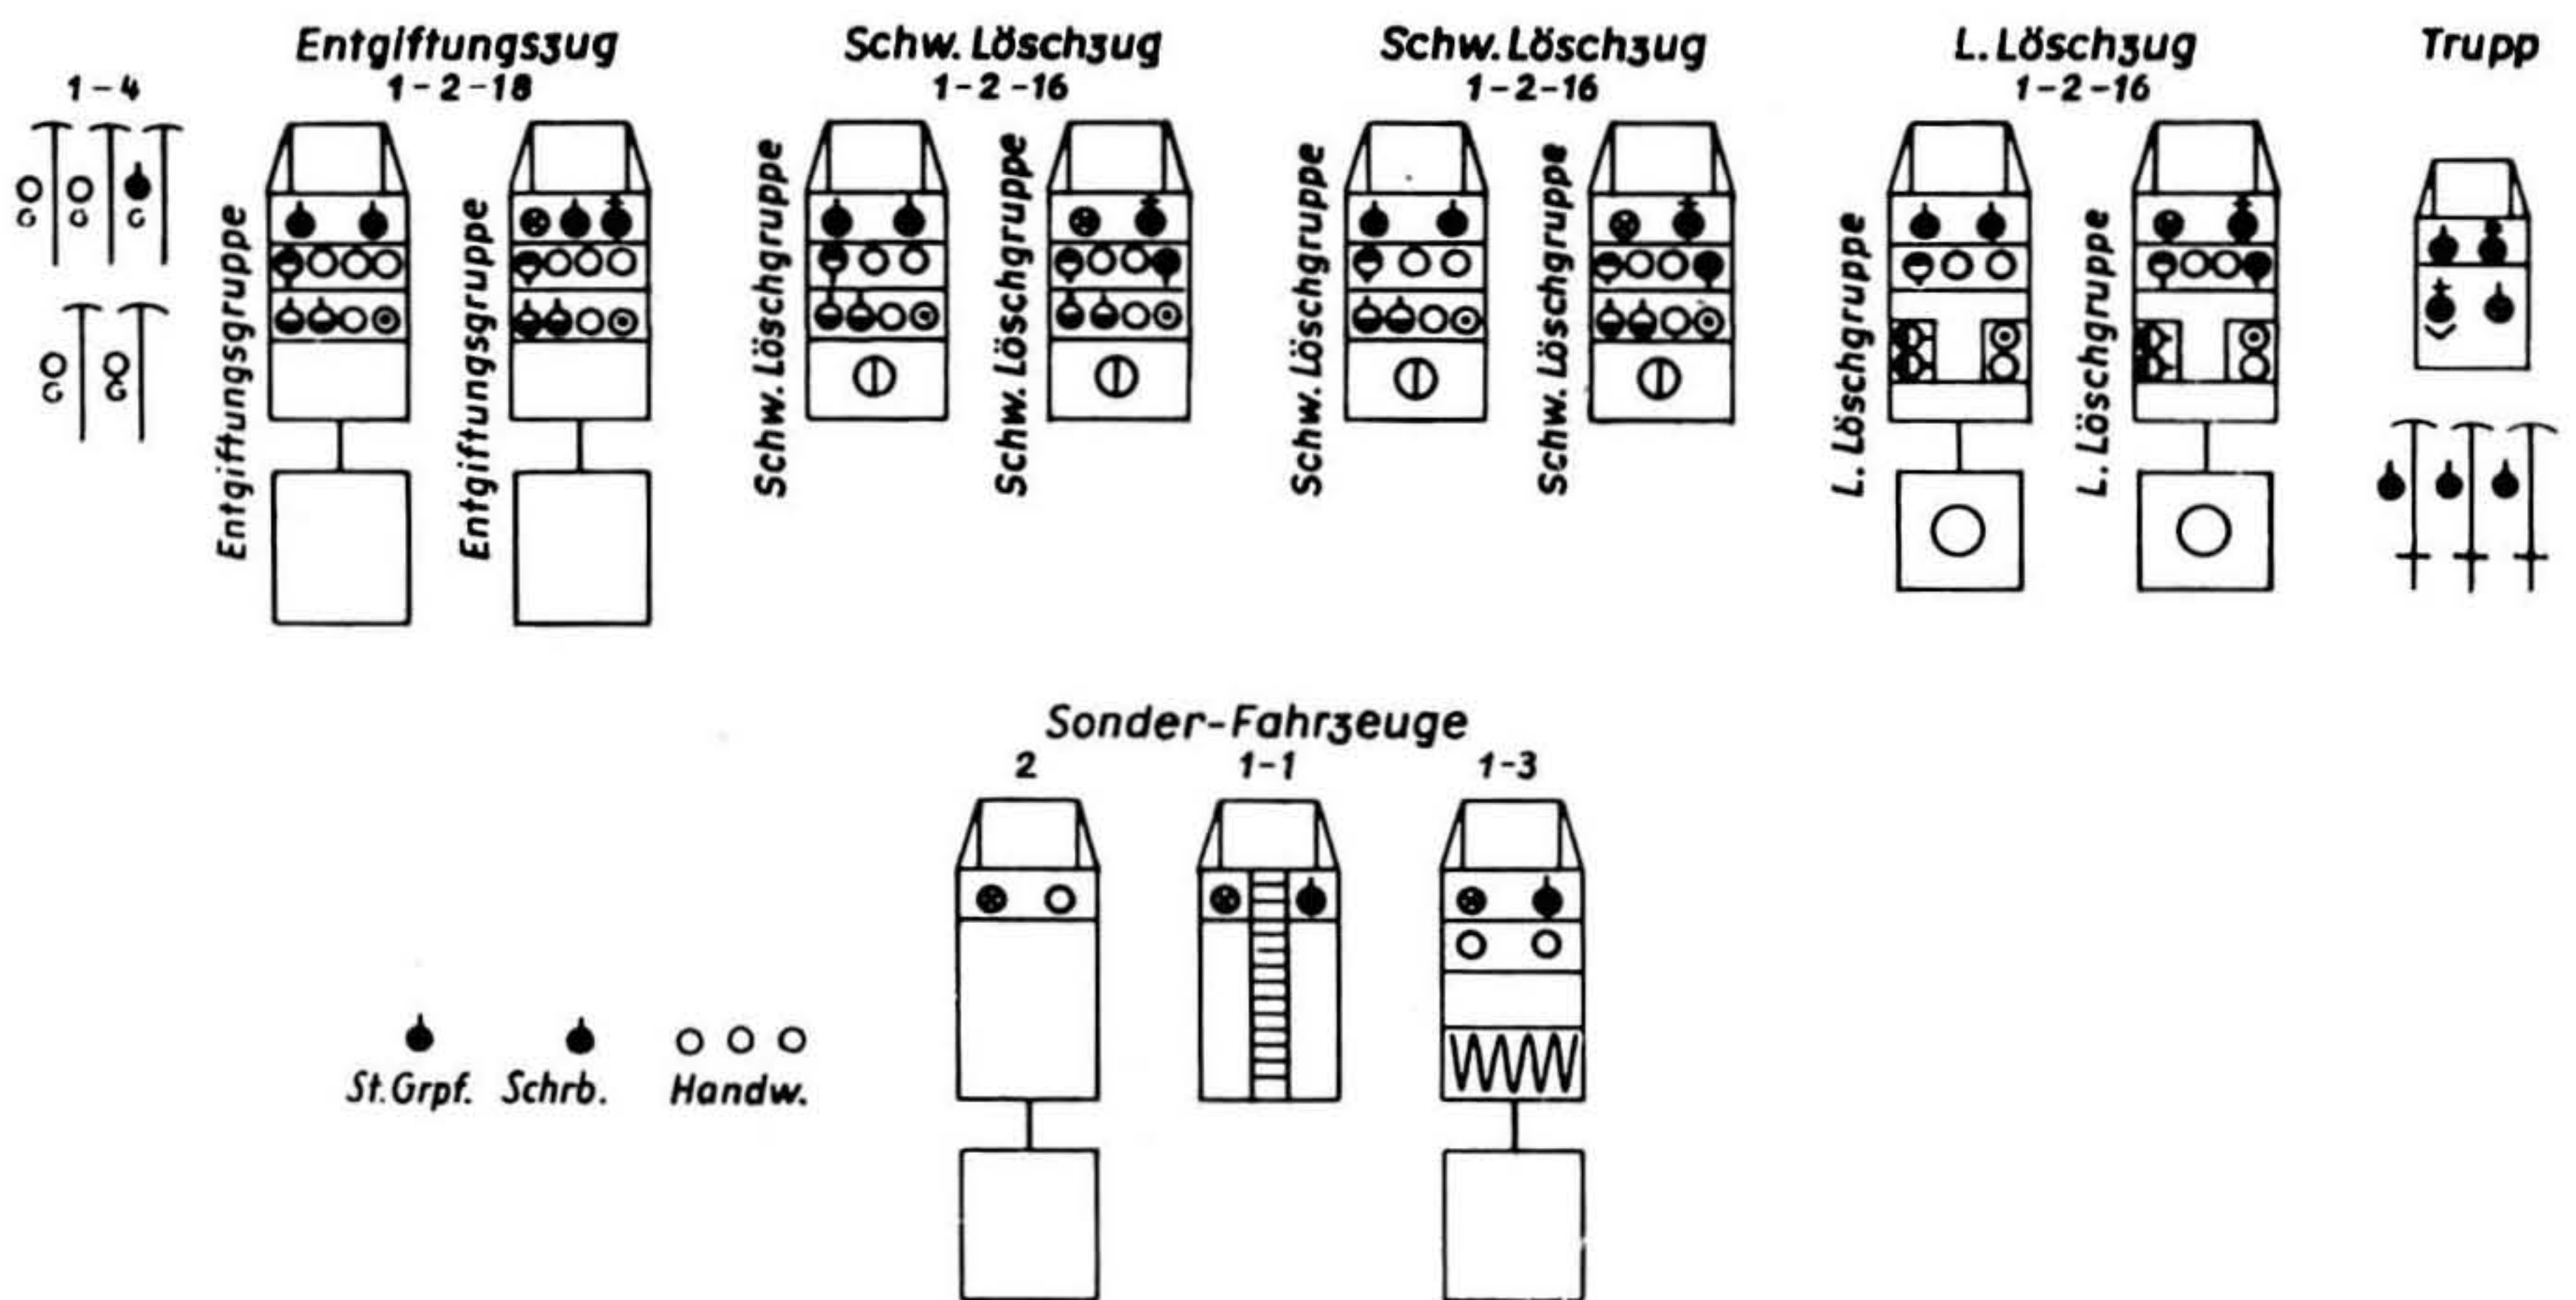 1-4
Entgiftungszug
1-2-18
Entgiftungsgruppe
Entgiftungsgruppe
Schw. Löschzug
1-2-16
Schw. Löschgruppe
Schw. Löschgruppe
Schw. Löschzug
1-2-16
Schw. Löschgruppe
Schw. Löschgruppe
L. Löschzug
1-2-16
L. Löschgruppe
L. Löschgruppe
Trupp
Sonder-Fahrzeuge
2
1-1
1-3
St. Grpf.
Schrb.
Handw.